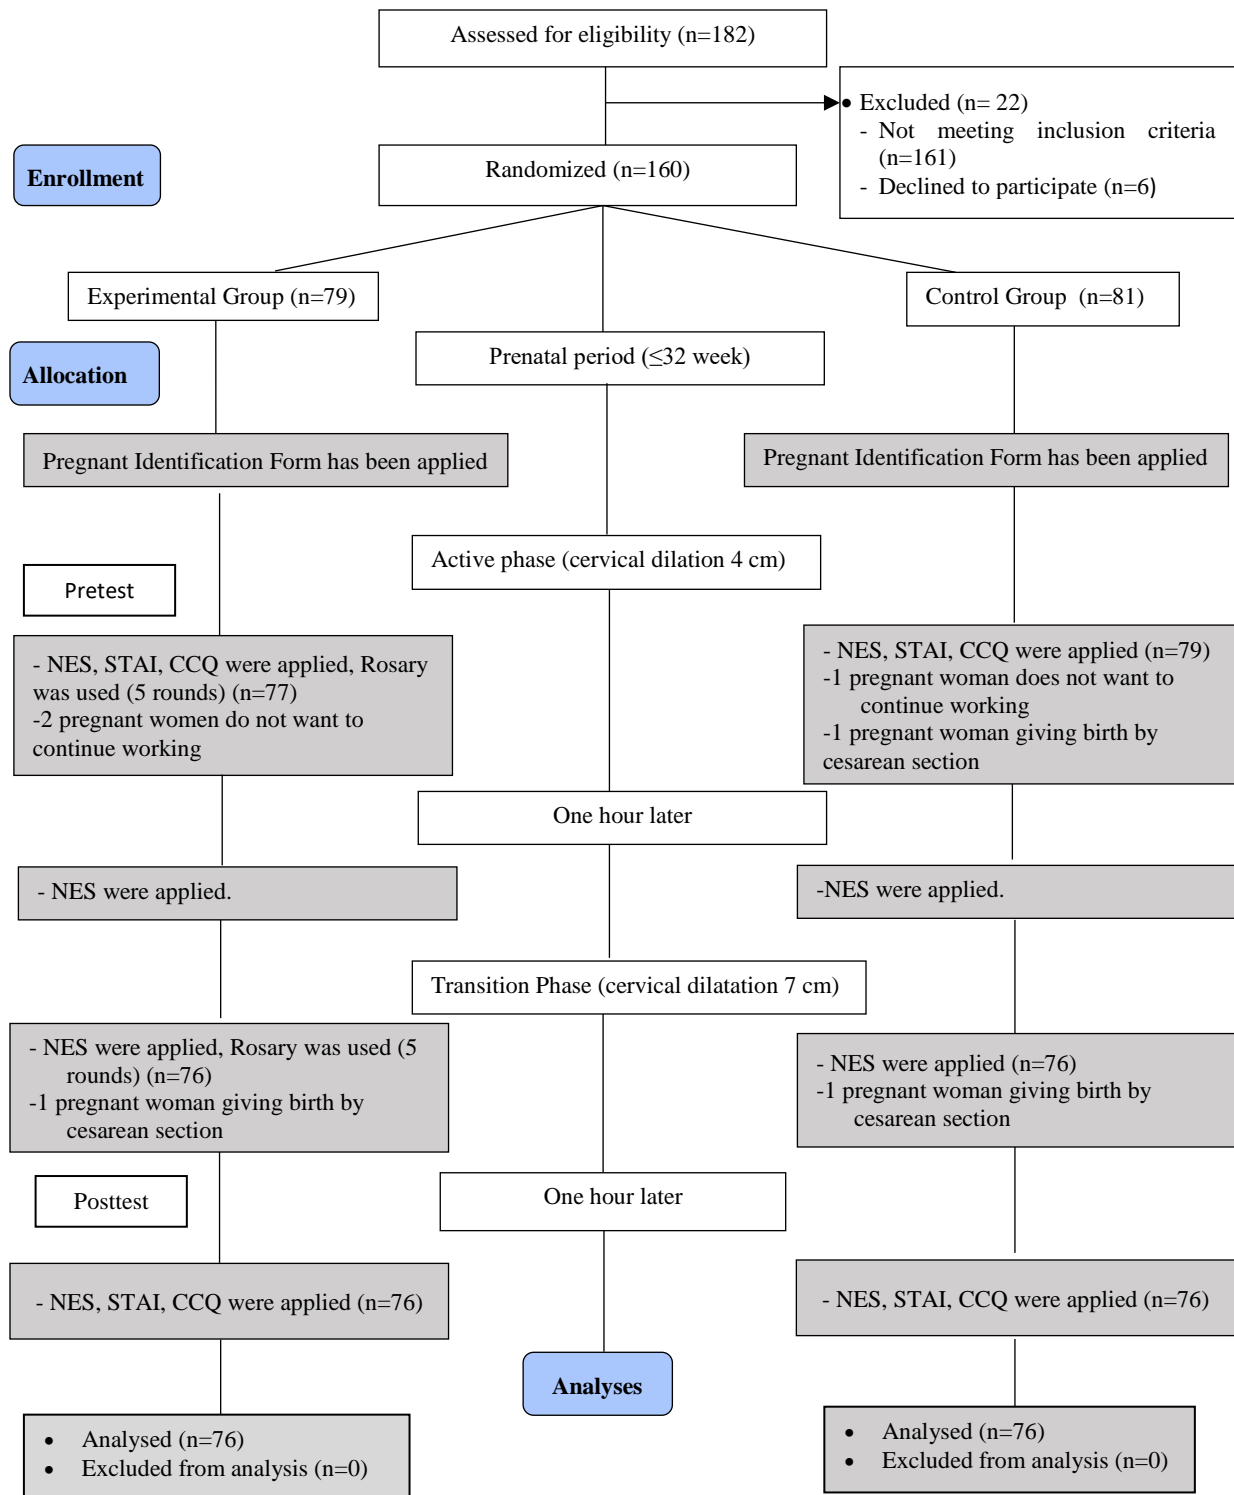 Assessed for eligibility (n=182)
• Excluded (n= 22)
- Not meeting inclusion criteria
(n=161)
- Declined to participate (n=6)
Enrollment
Randomized (n=160)
Experimental Group (n=79)
Control Group (n=81)
Prenatal period (≤32 week)
Allocation
Pregnant Identification Form has been applied
Pregnant Identification Form has been applied
Active phase (cervical dilation 4 cm)
Pretest
- NES, STAI, CCQ were applied, Rosary
was used (5 rounds) (n=77)
-2 pregnant women do not want to
continue working
- NES, STAI, CCQ were applied (n=79)
-1 pregnant woman does not want to
continue working
-1 pregnant woman giving birth by
cesarean section
One hour later
- NES were applied.
-NES were applied.
Transition Phase (cervical dilatation 7 cm)
- NES were applied, Rosary was used (5
rounds) (n=76)
-1 pregnant woman giving birth by
cesarean section
- NES were applied (n=76)
-1 pregnant woman giving birth by
cesarean section
Posttest
One hour later
- NES, STAI, CCQ were applied (n=76)
- NES, STAI, CCQ were applied (n=76)
Analyses
• Analysed (n=76)
• Excluded from analysis (n=0)
• Analysed (n=76)
• Excluded from analysis (n=0)